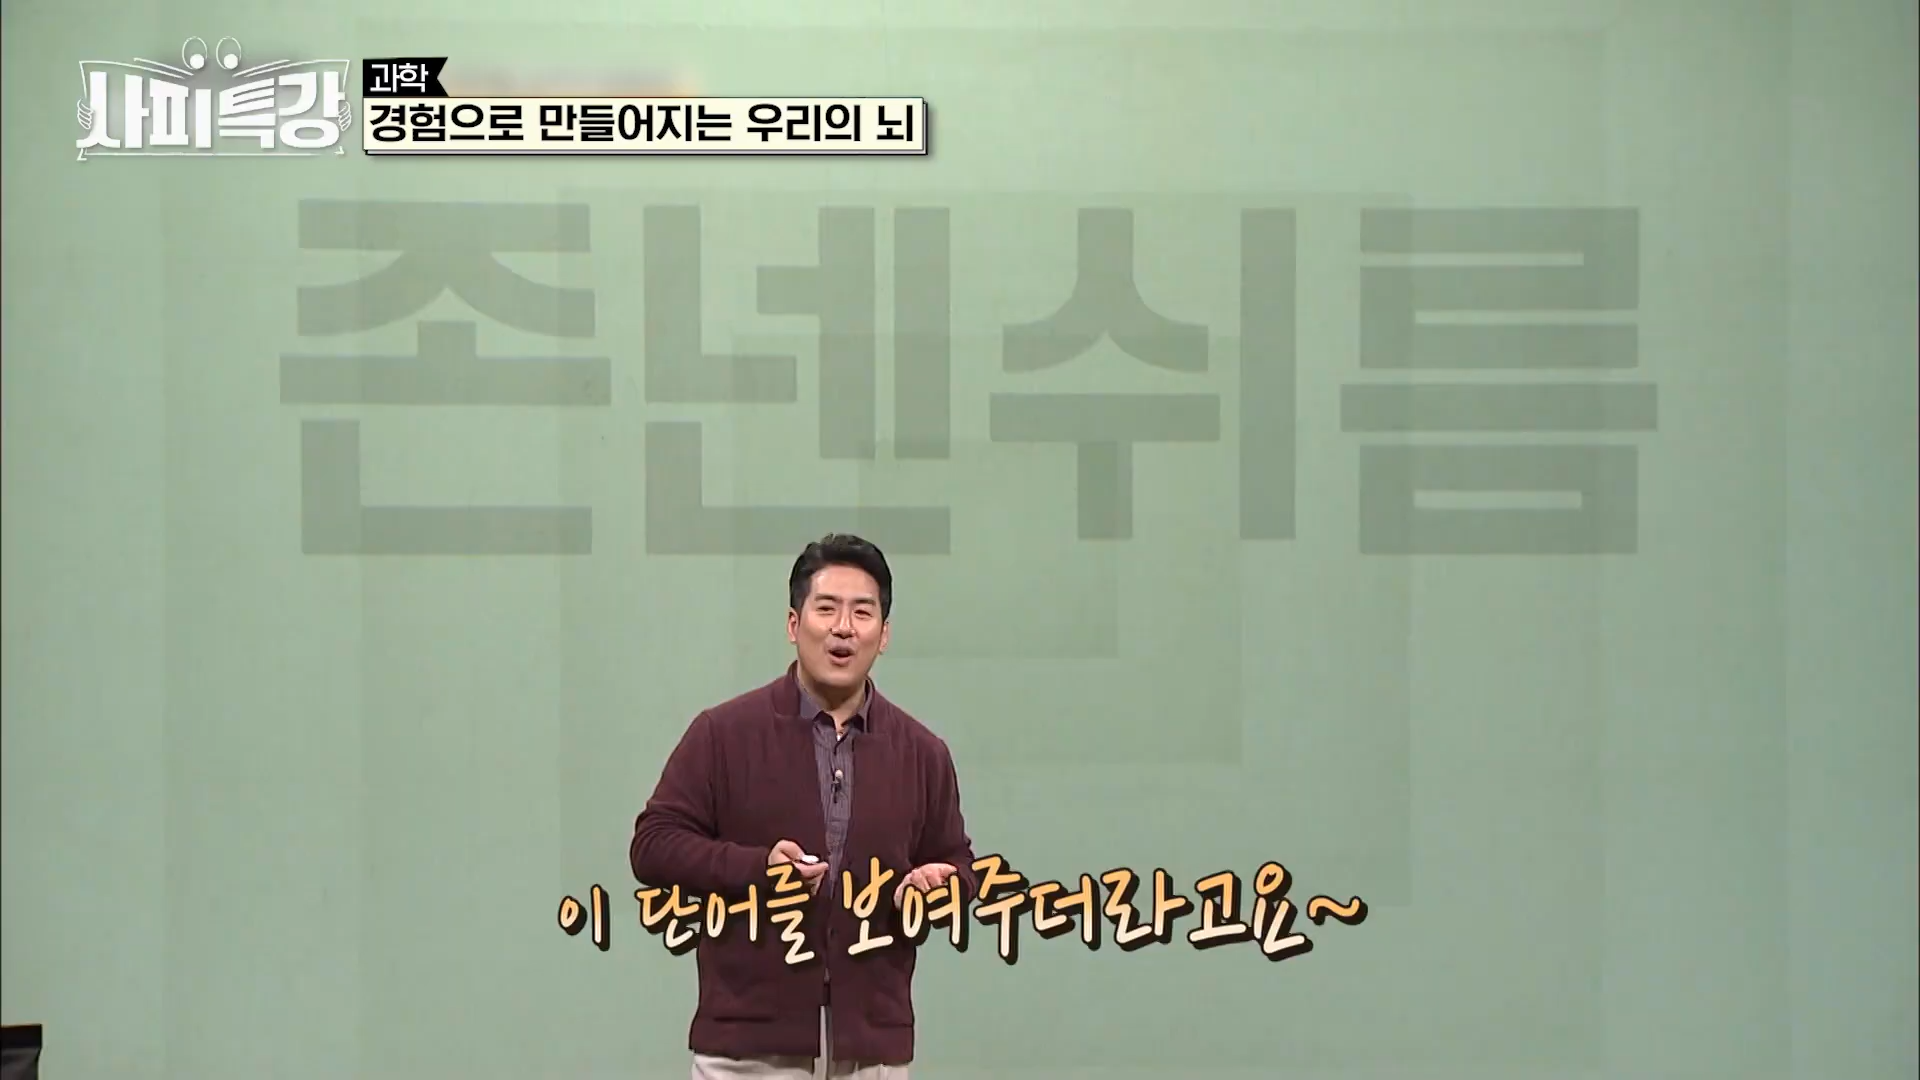 사피특강
과학
경험으로 만들어지는 우리의 뇌
존넨쉬름
이 단어를 보여주더라고요~